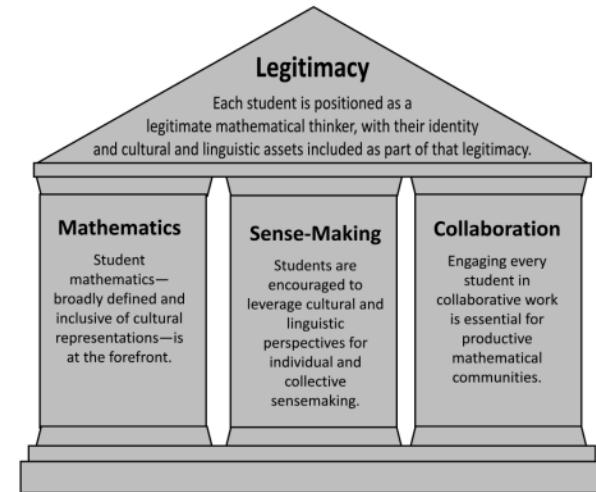 Legitimacy
Each student is positioned as a
legitimate mathematical thinker, with their identity
and cultural and linguistic assets included as part of that legitimacy.
Mathematics
Student
mathematics—
broadly defined and
inclusive of cultural
representations—is
at the forefront.
Sense-Making
Students are
encouraged to
leverage cultural and
linguistic
perspectives for
individual and
collective
sensemaking.
Collaboration
Engaging every
student in
collaborative work
is essential for
productive
mathematical
communities.